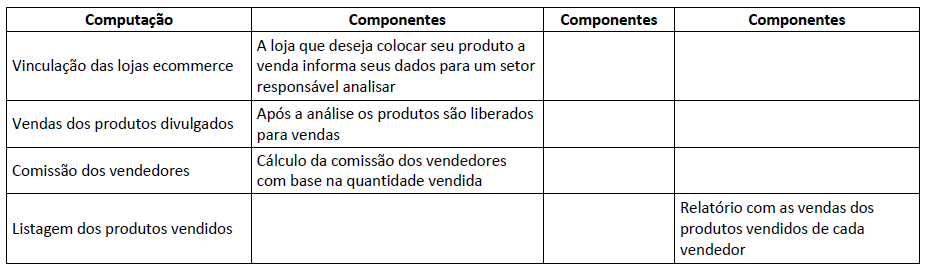 Computação Componentes Componentes Componentes
Vinculação das lojas ecommerce
A loja que deseja colocar seu produto a
venda informa seus dados para um setor
responsável analisar
Vendas dos produtos divulgados
Após a análise os produtos são liberados
para vendas
Comissão dos vendedores
Cálculo da comissão dos vendedores
com base na quantidade vendida
Listagem dos produtos vendidos
Relatório com as vendas dos
produtos vendidos de cada
vendedor